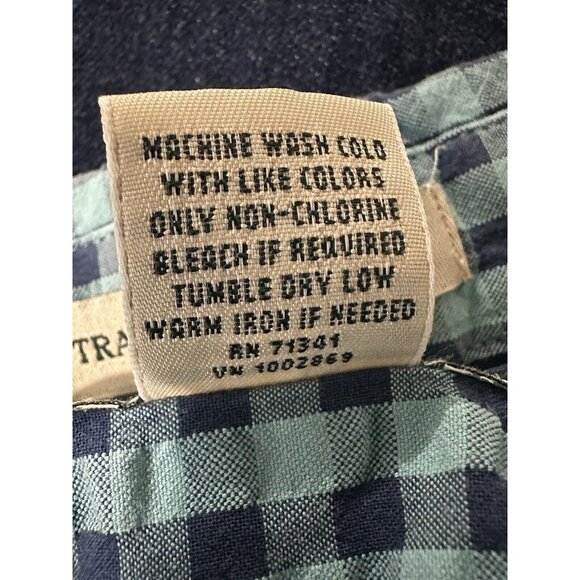 MACHINE WASH COLD
WITH LIKE COLORS
ONLY NON-CHLORINE
BLEACH IF REQUIRED
TUMBLE DRY LOW
WARM IRON IF NEEDED
RN 71341
VN 1002869
TRA